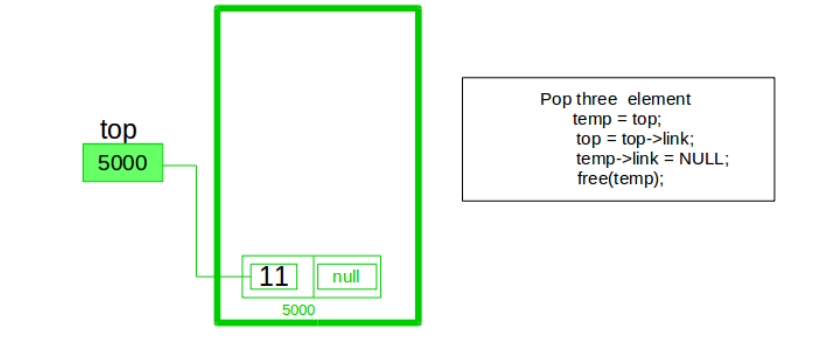 top
5000
11
null
5000
Pop three element
temp = top;
top = top->link;
temp->link = NULL;
free(temp);